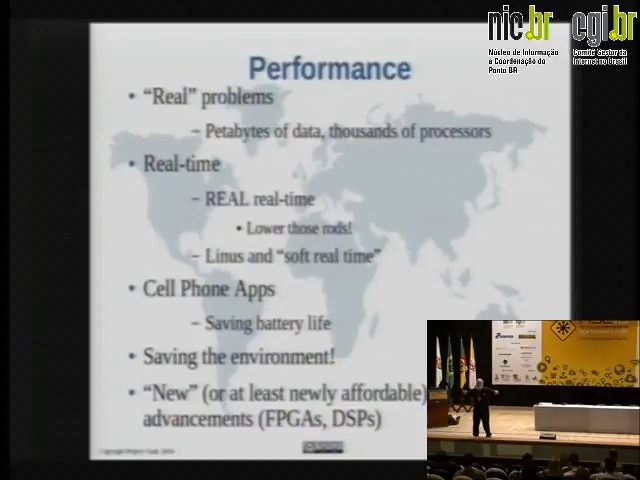 nic.br cgi.br
Núcleo de Informação
e Coordenação do
Ponto BR
Comitê Gestor da
Internet no Brasil
Performance
• “Real” problems
– Petabytes of data, thousands of processors
• Real-time
– REAL real-time
• Lower those rods!
– Linus and “soft real time”
• Cell Phone Apps
– Saving battery life
• Saving the environment!
• “New” (or at least newly affordable)
advancements (FPGAs, DSPs)